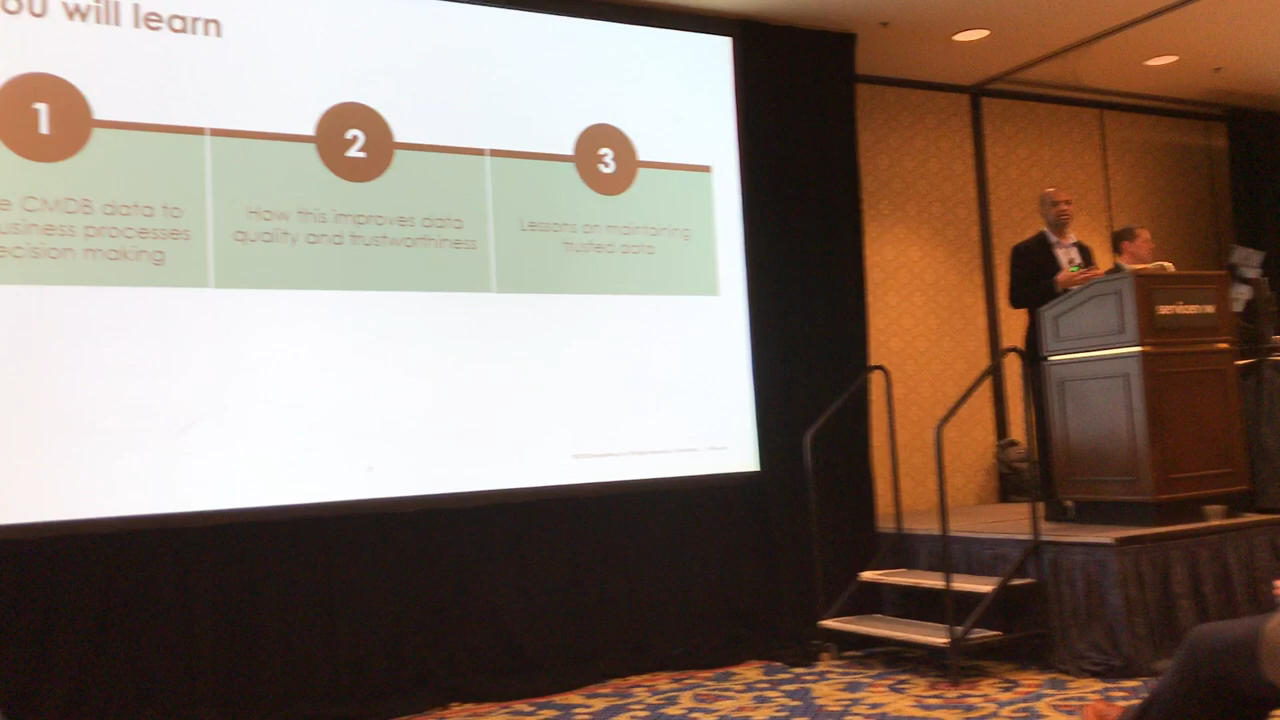 ou will learn
1
2
3
e CMDB data to
usiness processes
ecision making
How this improves data
quality and trustworthiness
Lessons on maintaining
trusted data
servicenow